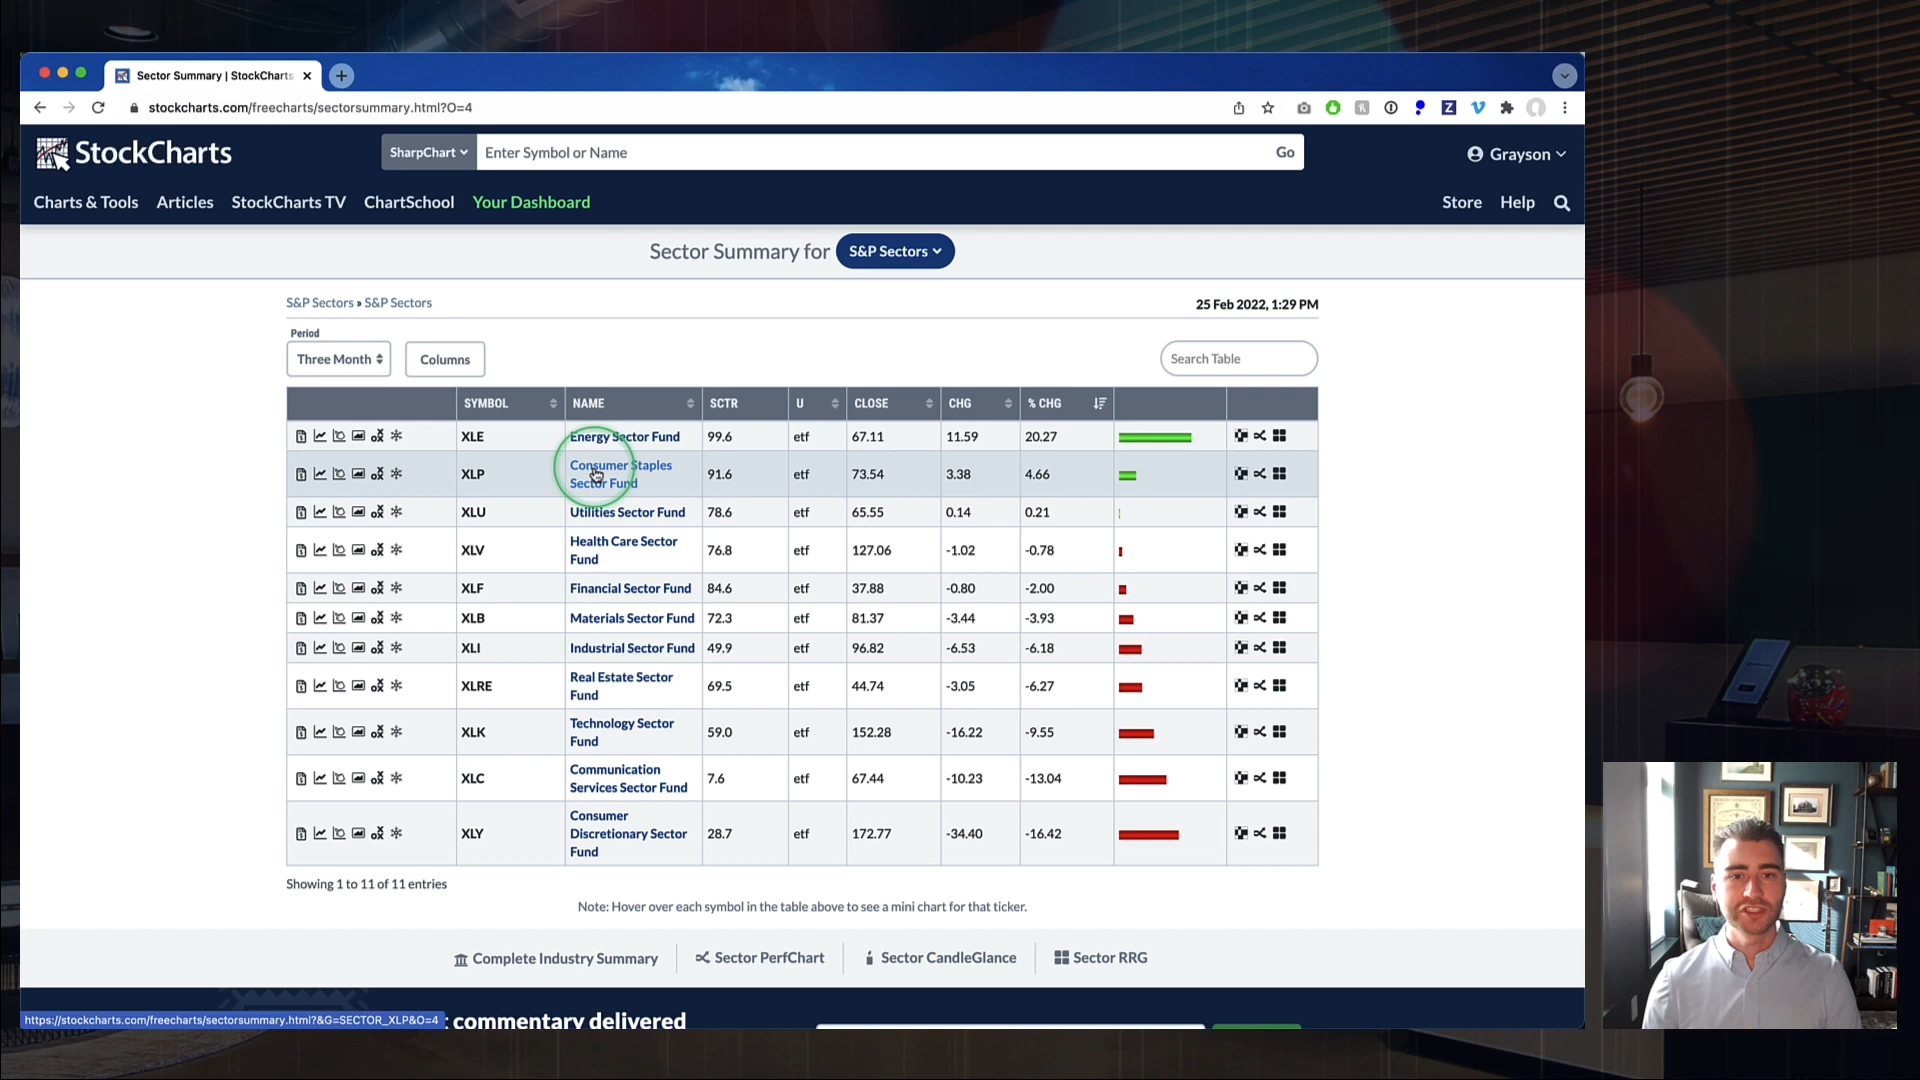 Sector Summary | StockCharts
stockcharts.com/freecharts/sectorsummary.html?O=4
StockCharts
SharpChart
Enter Symbol or Name
Go
Grayson
Charts & Tools Articles StockCharts TV ChartSchool Your Dashboard
Store Help
Sector Summary for S&P Sectors
S&P Sectors » S&P Sectors
25 Feb 2022, 1:29 PM
Period
Three Month
Columns
Search Table
SYMBOL NAME SCTR U CLOSE CHG % CHG
XLE Energy Sector Fund 99.6 etf 67.11 11.59 20.27
XLP Consumer Staples Sector Fund 91.6 etf 73.54 3.38 4.66
XLU Utilities Sector Fund 78.6 etf 65.55 0.14 0.21
XLV Health Care Sector Fund 76.8 etf 127.06 -1.02 -0.78
XLF Financial Sector Fund 84.6 etf 37.88 -0.80 -2.00
XLB Materials Sector Fund 72.3 etf 81.37 -3.44 -3.93
XLI Industrial Sector Fund 49.9 etf 96.82 -6.53 -6.18
XLRE Real Estate Sector Fund 69.5 etf 44.74 -3.05 -6.27
XLK Technology Sector Fund 59.0 etf 152.28 -16.22 -9.55
XLC Communication Services Sector Fund 7.6 etf 67.44 -10.23 -13.04
XLY Consumer Discretionary Sector Fund 28.7 etf 172.77 -34.40 -16.42
Showing 1 to 11 of 11 entries
Note: Hover over each symbol in the table above to see a mini chart for that ticker.
Complete Industry Summary Sector PerfChart Sector CandleGlance Sector RRG
https://stockcharts.com/freecharts/sectorsummary.html?&G=SECTOR_XLP&O=4
commentary delivered